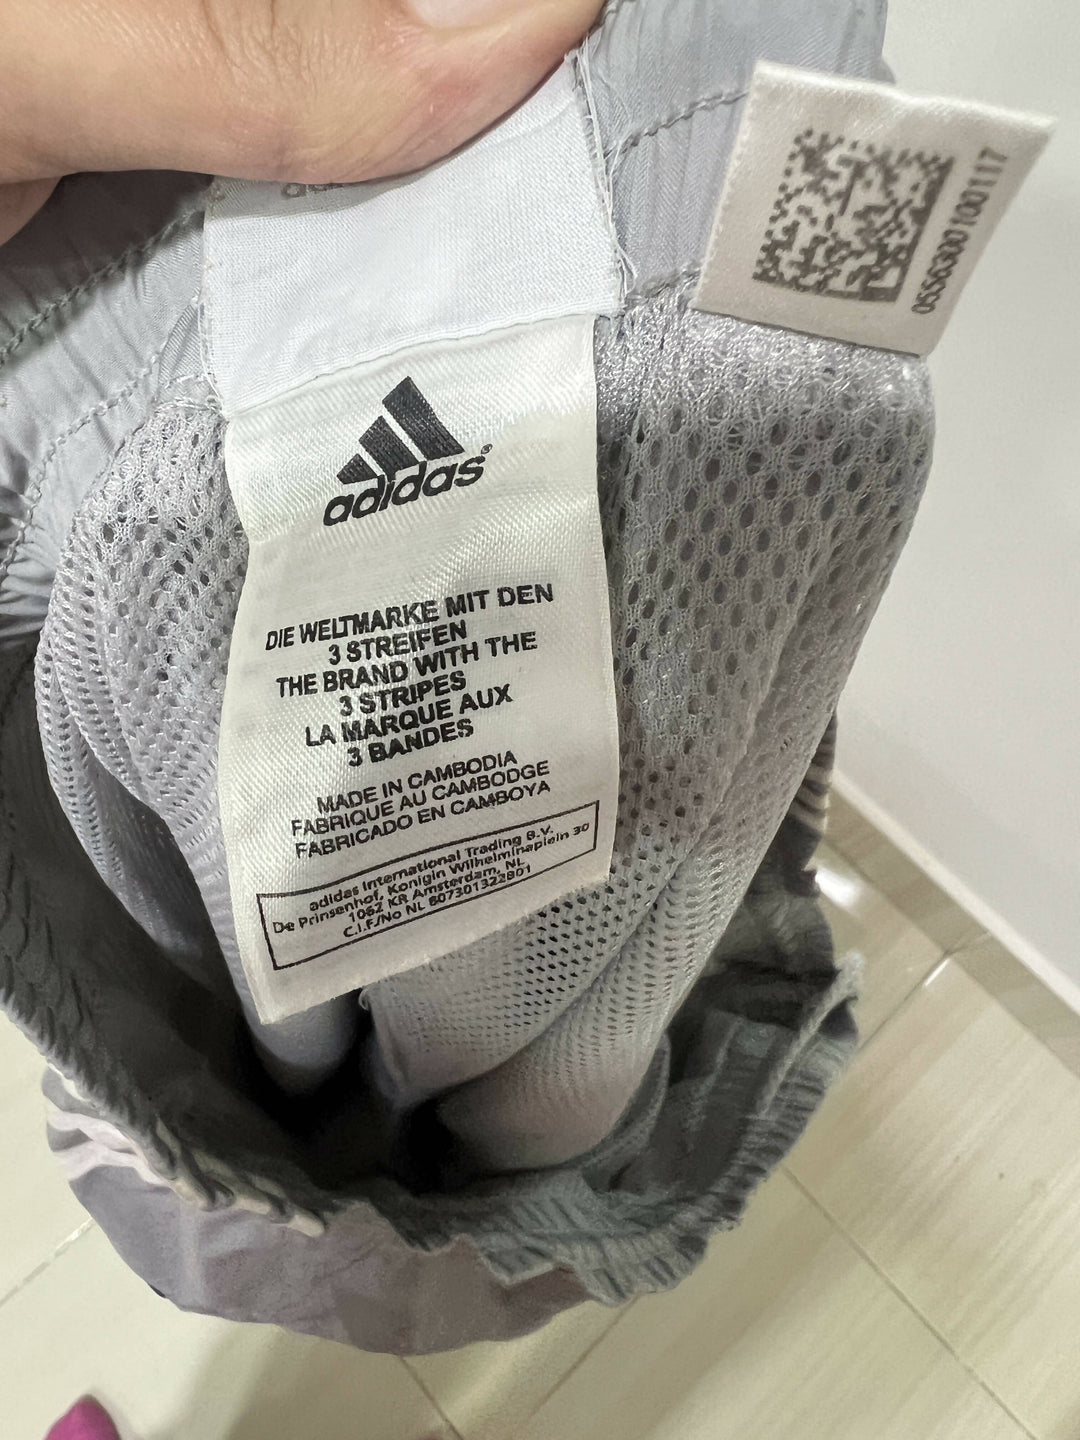 adidas®
DIE WELTMARKE MIT DEN
3 STREIFEN
THE BRAND WITH THE
3 STRIPES
LA MARQUE AUX
3 BANDES
MADE IN CAMBODIA
FABRIQUE AU CAMBODGE
FABRICADO EN CAMBOYA
adidas International Trading B.V.
De Prinsenhof, Konigin Wilhelminaplein 30
1062 KR Amsterdam, NL
C.I.F/No NL 807301322B01
0556300100117